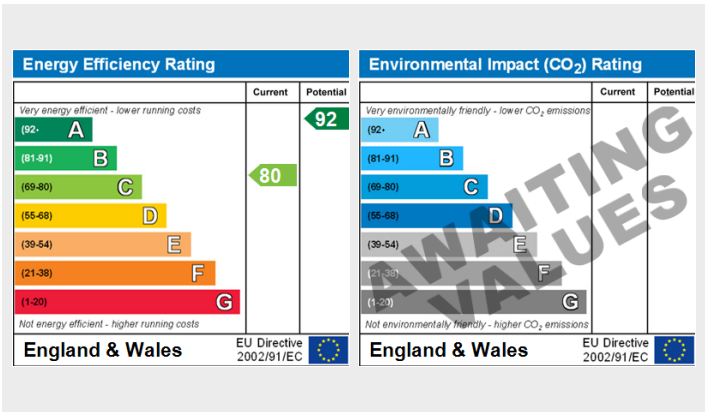 Energy Efficiency Rating
Current Potential
Very energy efficient - lower running costs
(92+ A
(81-91) B
(69-80) C
(55-68) D
(39-54) E
(21-38) F
(1-20) G
92
80
Not energy efficient - higher running costs
England & Wales
EU Directive
2002/91/EC
Environmental Impact (CO₂) Rating
Current Potential
Very environmentally friendly - lower CO₂ emissions
(92+ A
(81-91) B
(69-80) C
(55-68) D
(39-54) E
(21-38) F
(1-20) G
AWAITING
VALUES
Not environmentally friendly - higher CO₂ emissions
England & Wales
EU Directive
2002/91/EC